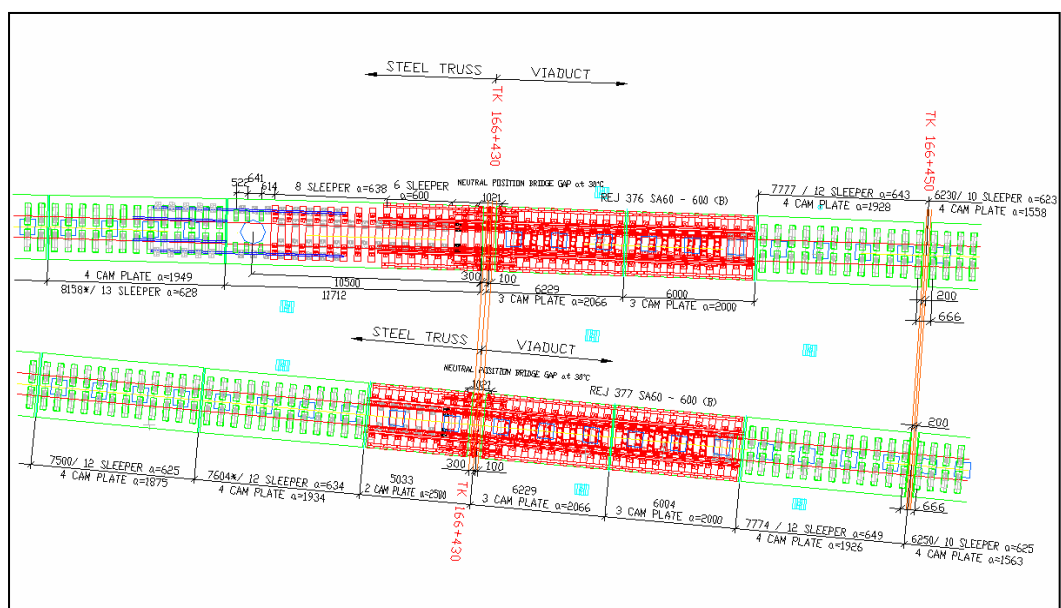 STEEL TRUSS VIADUCT
TK 166+430
TK 166+450
526
641
614
8 SLEEPER a=638
6 SLEEPER
a=600
NEUTRAL POSITION BRIDGE GAP at 30°C
1021
REJ 376 SA60 - 600 (B)
7777 / 12 SLEEPER a=643
4 CAM PLATE a=1928
6230/ 10 SLEEPER a=623
4 CAM PLATE a=1558
4 CAM PLATE a=1949
8158*/ 13 SLEEPER a=628
10500
11712
300
100
6229
3 CAM PLATE a=2066
6000
3 CAM PLATE a=2000
200
666
STEEL TRUSS VIADUCT
NEUTRAL POSITION BRIDGE GAP at 30°C
1021
REJ 377 SA60 - 600 (B)
200
666
7500/ 12 SLEEPER a=625
4 CAM PLATE a=1875
7604*/ 12 SLEEPER a=634
4 CAM PLATE a=1934
5033
2 CAM PLATE a=2500
300
100
TK 166+430
6229
3 CAM PLATE a=2066
6004
3 CAM PLATE a=2000
7774 / 12 SLEEPER a=649
4 CAM PLATE a=1926
6250/ 10 SLEEPER a=625
4 CAM PLATE a=1563